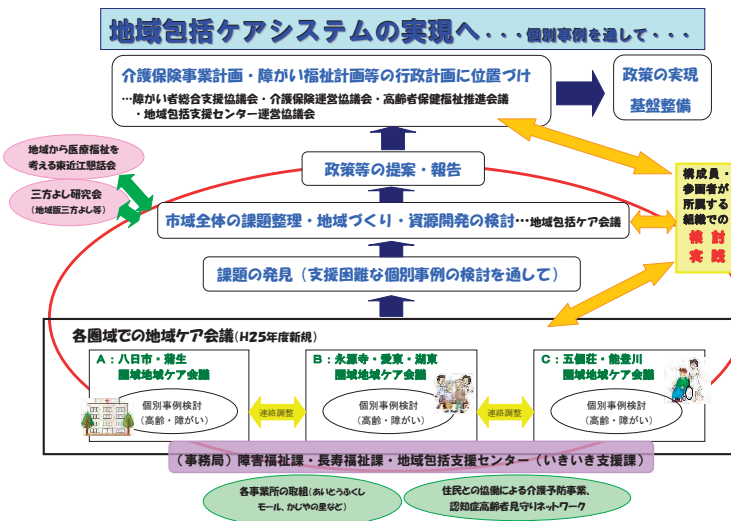 地域包括ケアシステムの実現へ・・・個別事例を通して・・・
介護保険事業計画・障がい福祉計画等の行政計画に位置づけ
…障がい者総合支援協議会・介護保険運営協議会・高齢者保健福祉推進会議
・地域包括支援センター運営協議会
政策の実現
基盤整備
地域から医療福祉を
考える東近江懇話会
三方よし研究会
(地域版三方よし等)
政策等の提案・報告
構成員・
参画者が
所属する
組織での
検討
実践
市域全体の課題整理・地域づくり・資源開発の検討…地域包括ケア会議
課題の発見(支援困難な個別事例の検討を通して)
各圏域での地域ケア会議(H25年度新規)
A:八日市・蒲生
圏域地域ケア会議
個別事例検討
(高齢・障がい)
連絡調整
B:永源寺・愛東・湖東
圏域地域ケア会議
個別事例検討
(高齢・障がい)
連絡調整
C:五個荘・能登川
圏域地域ケア会議
個別事例検討
(高齢・障がい)
(事務局)障害福祉課・長寿福祉課・地域包括支援センター(いきいき支援課)
各事業所の取組(あいとうふくし
モール、かじやの里など)
住民との協働による介護予防事業、
認知症高齢者見守りネットワーク